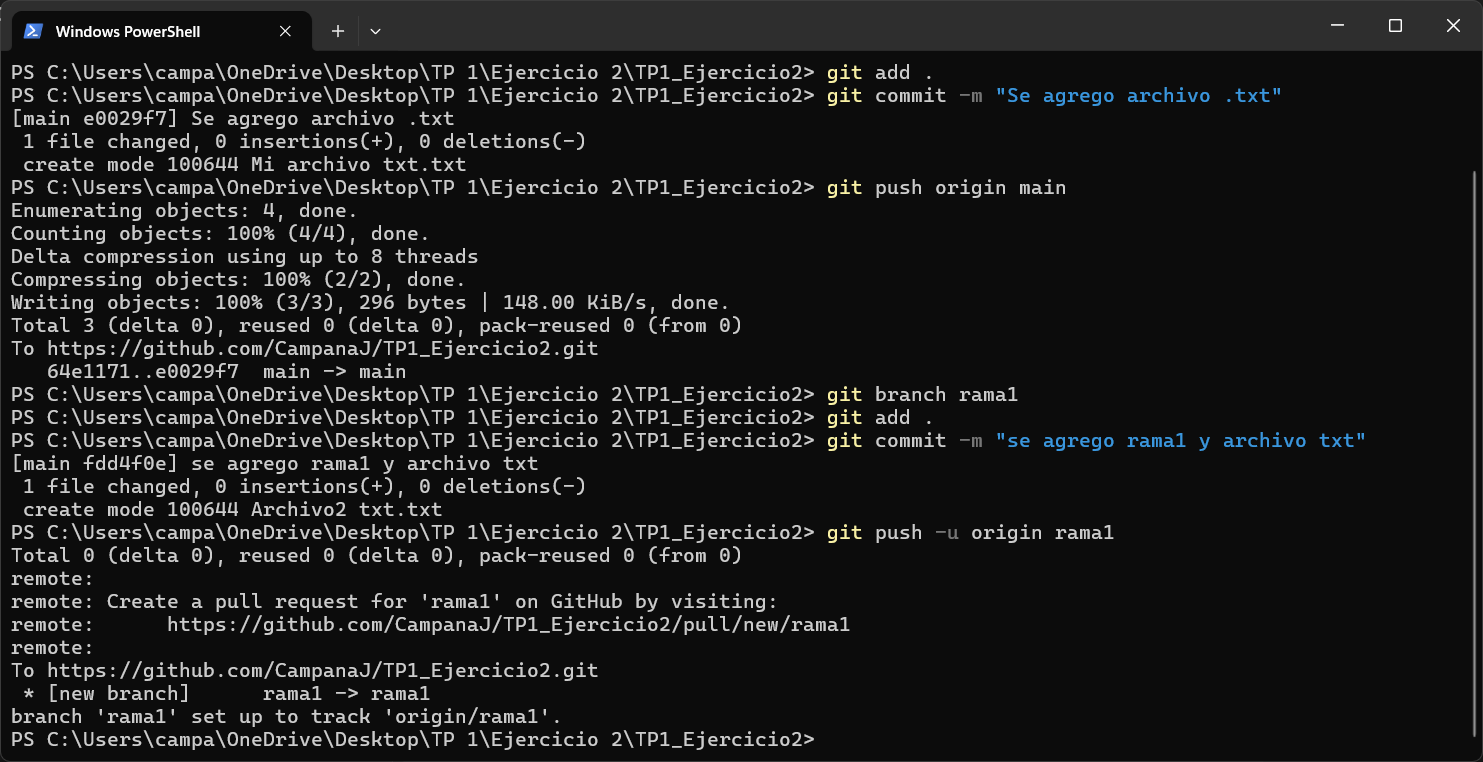 Windows PowerShell
PS C:\Users\campa\OneDrive\Desktop\TP 1\Ejercicio 2\TP1_Ejercicio2> git add .
PS C:\Users\campa\OneDrive\Desktop\TP 1\Ejercicio 2\TP1_Ejercicio2> git commit -m "Se agrego archivo .txt"
[main e0029f7] Se agrego archivo .txt
 1 file changed, 0 insertions(+), 0 deletions(-)
 create mode 100644 Mi archivo txt.txt
PS C:\Users\campa\OneDrive\Desktop\TP 1\Ejercicio 2\TP1_Ejercicio2> git push origin main
Enumerating objects: 4, done.
Counting objects: 100% (4/4), done.
Delta compression using up to 8 threads
Compressing objects: 100% (2/2), done.
Writing objects: 100% (3/3), 296 bytes | 148.00 KiB/s, done.
Total 3 (delta 0), reused 0 (delta 0), pack-reused 0 (from 0)
To https://github.com/CampanaJ/TP1_Ejercicio2.git
   64e1171..e0029f7  main -> main
PS C:\Users\campa\OneDrive\Desktop\TP 1\Ejercicio 2\TP1_Ejercicio2> git branch rama1
PS C:\Users\campa\OneDrive\Desktop\TP 1\Ejercicio 2\TP1_Ejercicio2> git add .
PS C:\Users\campa\OneDrive\Desktop\TP 1\Ejercicio 2\TP1_Ejercicio2> git commit -m "se agrego rama1 y archivo txt"
[main fdd4f0e] se agrego rama1 y archivo txt
 1 file changed, 0 insertions(+), 0 deletions(-)
 create mode 100644 Archivo2 txt.txt
PS C:\Users\campa\OneDrive\Desktop\TP 1\Ejercicio 2\TP1_Ejercicio2> git push -u origin rama1
Total 0 (delta 0), reused 0 (delta 0), pack-reused 0 (from 0)
remote:
remote: Create a pull request for 'rama1' on GitHub by visiting:
remote:      https://github.com/CampanaJ/TP1_Ejercicio2/pull/new/rama1
remote:
To https://github.com/CampanaJ/TP1_Ejercicio2.git
 * [new branch]      rama1 -> rama1
branch 'rama1' set up to track 'origin/rama1'.
PS C:\Users\campa\OneDrive\Desktop\TP 1\Ejercicio 2\TP1_Ejercicio2>